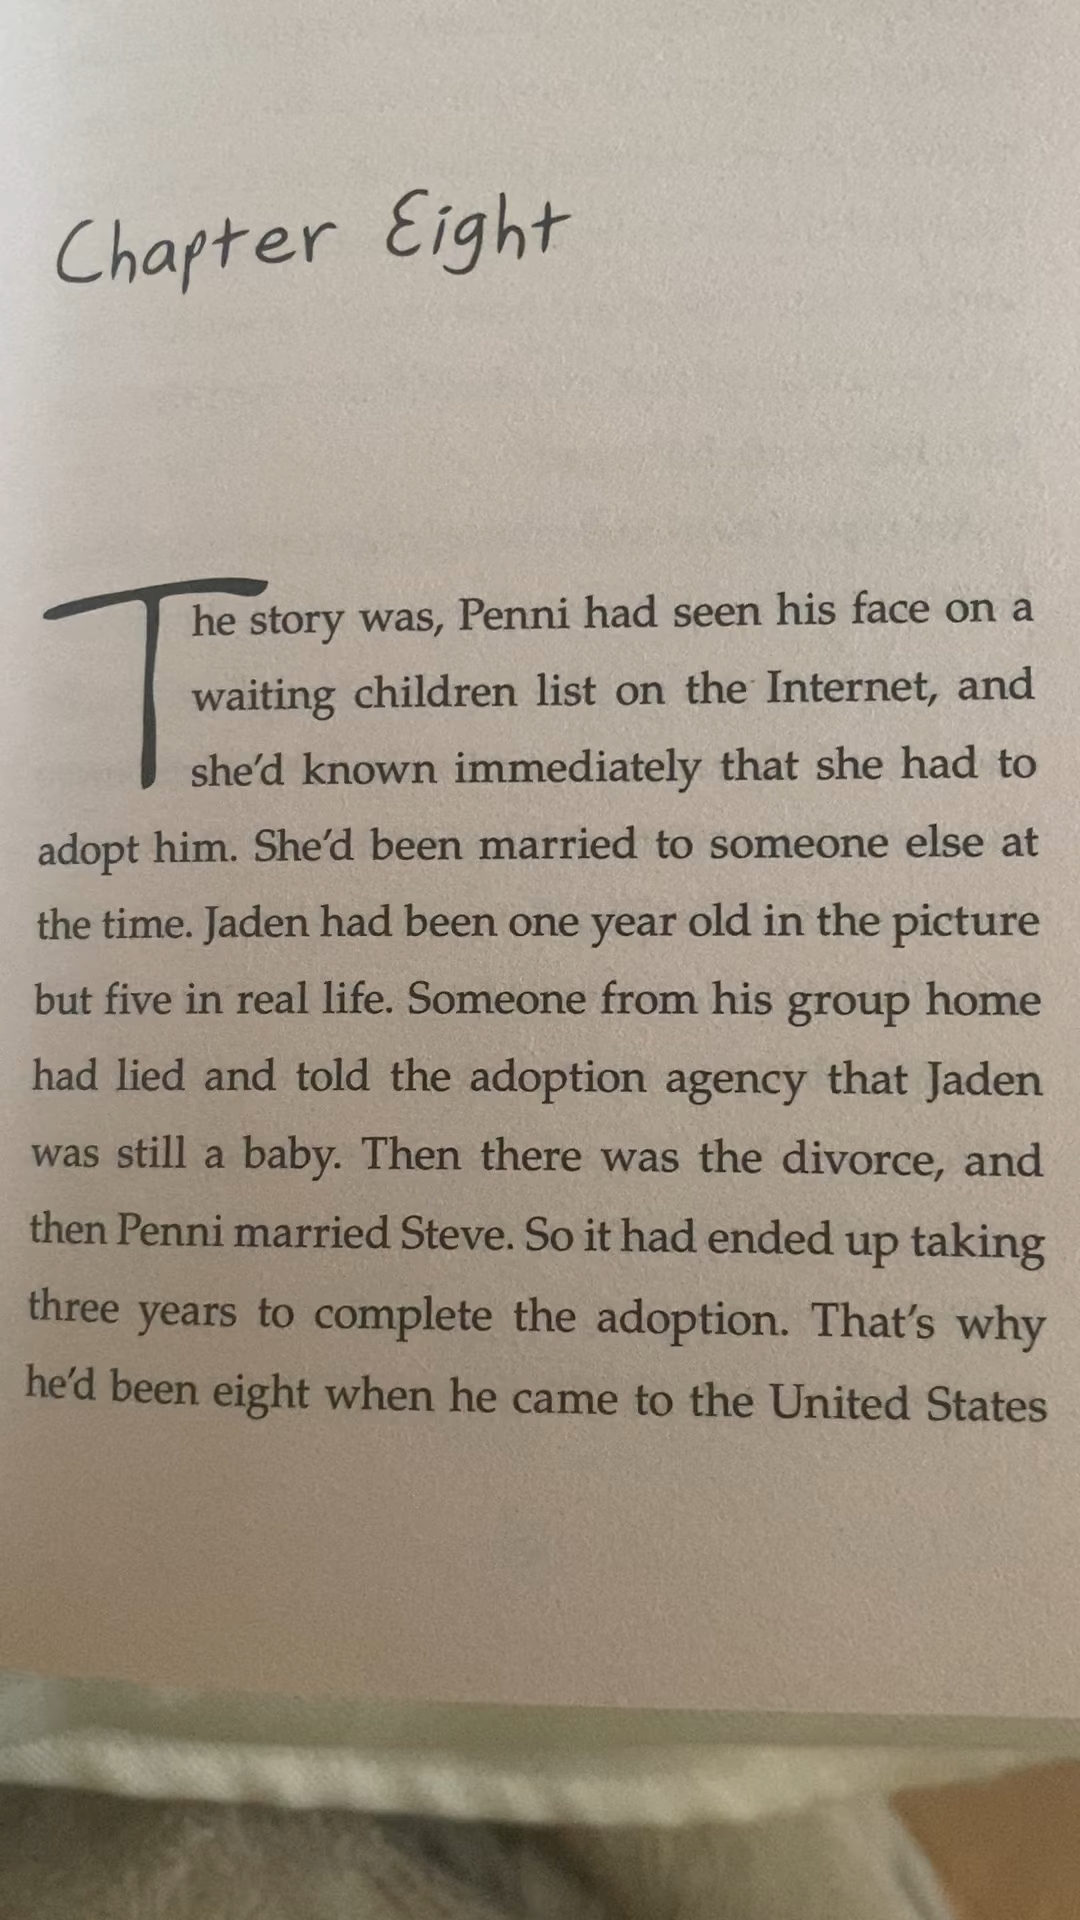 Chapter Eight
The story was, Penni had seen his face on a
waiting children list on the Internet, and
she’d known immediately that she had to
adopt him. She’d been married to someone else at
the time. Jaden had been one year old in the picture
but five in real life. Someone from his group home
had lied and told the adoption agency that Jaden
was still a baby. Then there was the divorce, and
then Penni married Steve. So it had ended up taking
three years to complete the adoption. That’s why
he’d been eight when he came to the United States